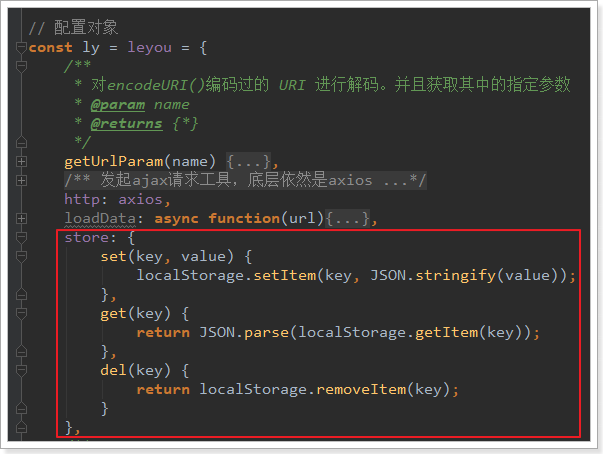 // 配置对象
const ly = leyou = {
    /**
     * 对encodeURI()编码过的 URI 进行解码。并且获取其中的指定参数
     * @param name
     * @returns {*}
     */
    getUrlParam(name) {...},
    /** 发起ajax请求工具，底层依然是axios ...*/
    http: axios,
    loadData: async function(url){...},
    store: {
        set(key, value) {
            localStorage.setItem(key, JSON.stringify(value));
        },
        get(key) {
            return JSON.parse(localStorage.getItem(key));
        },
        del(key) {
            return localStorage.removeItem(key);
        }
    },